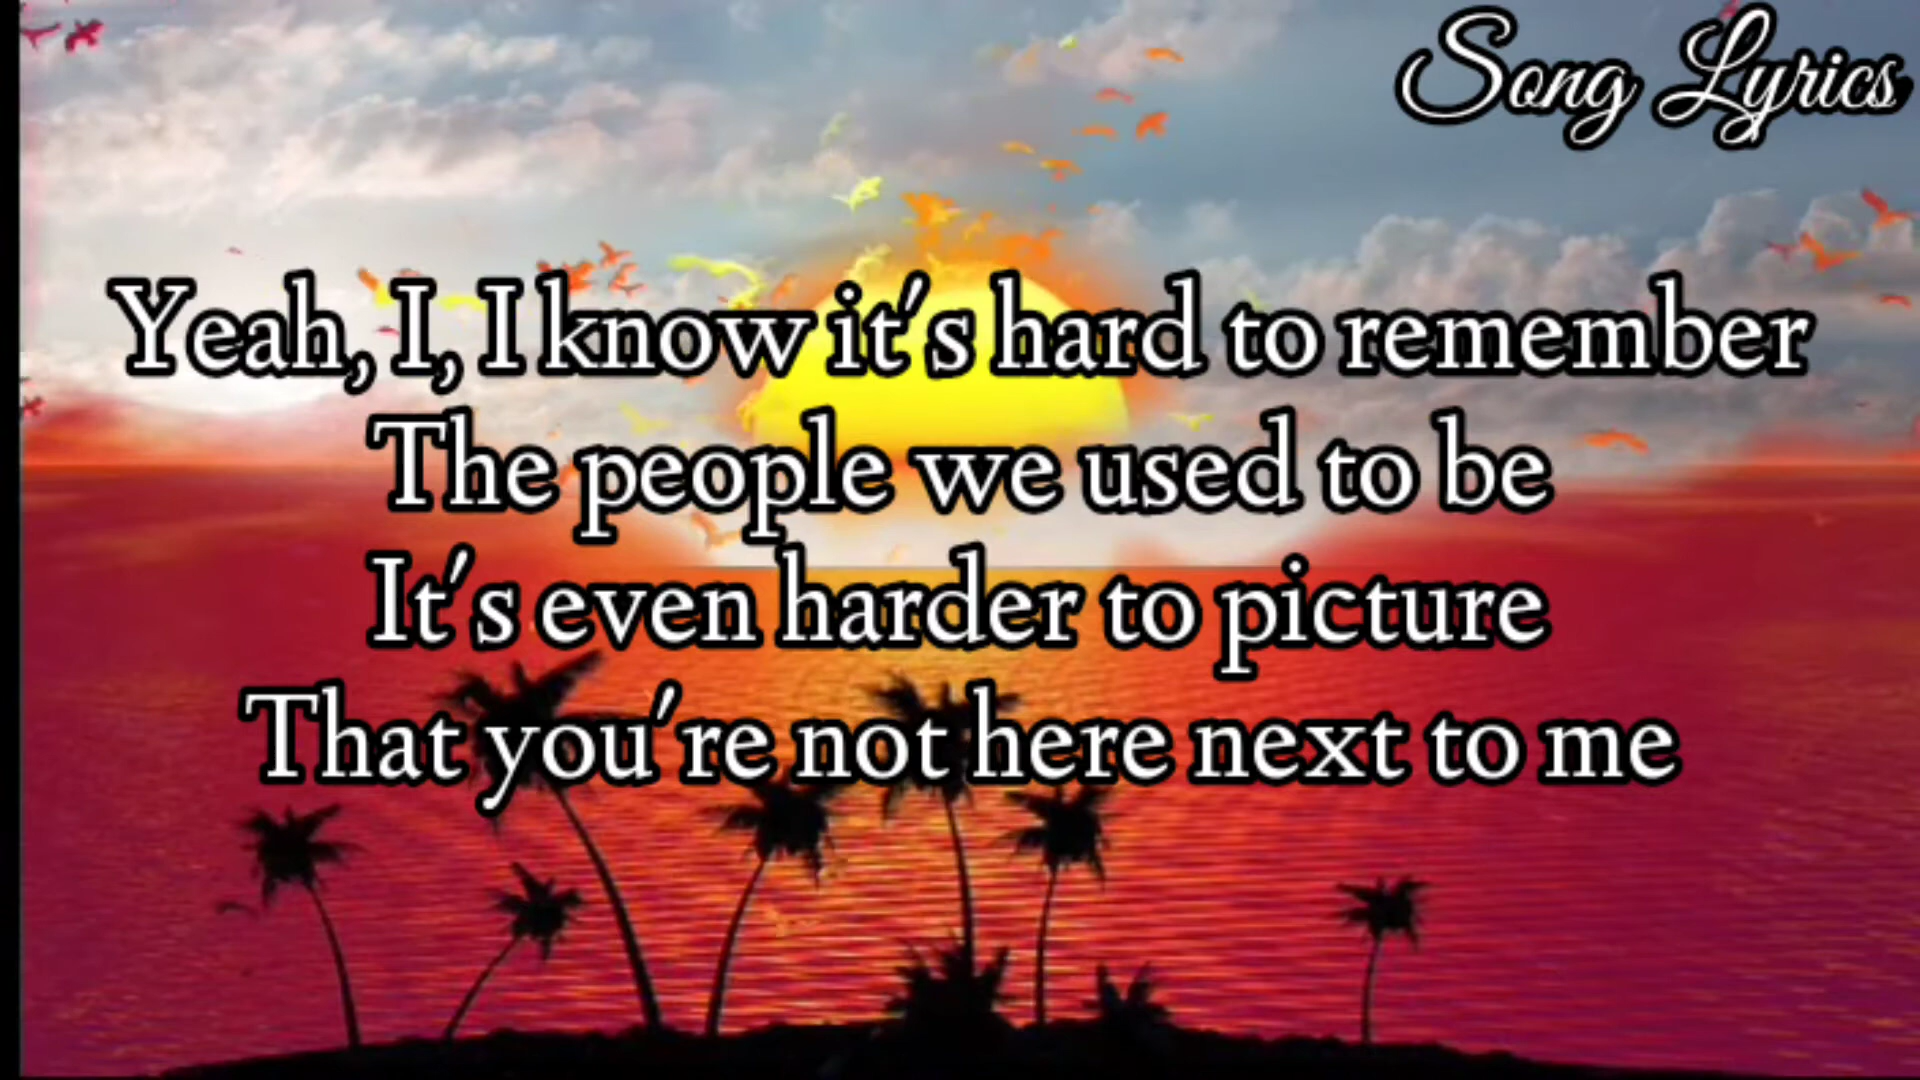 Song Lyrics
Yeah, I, I know it's hard to remember
The people we used to be
It's even harder to picture
That you're not here next to me